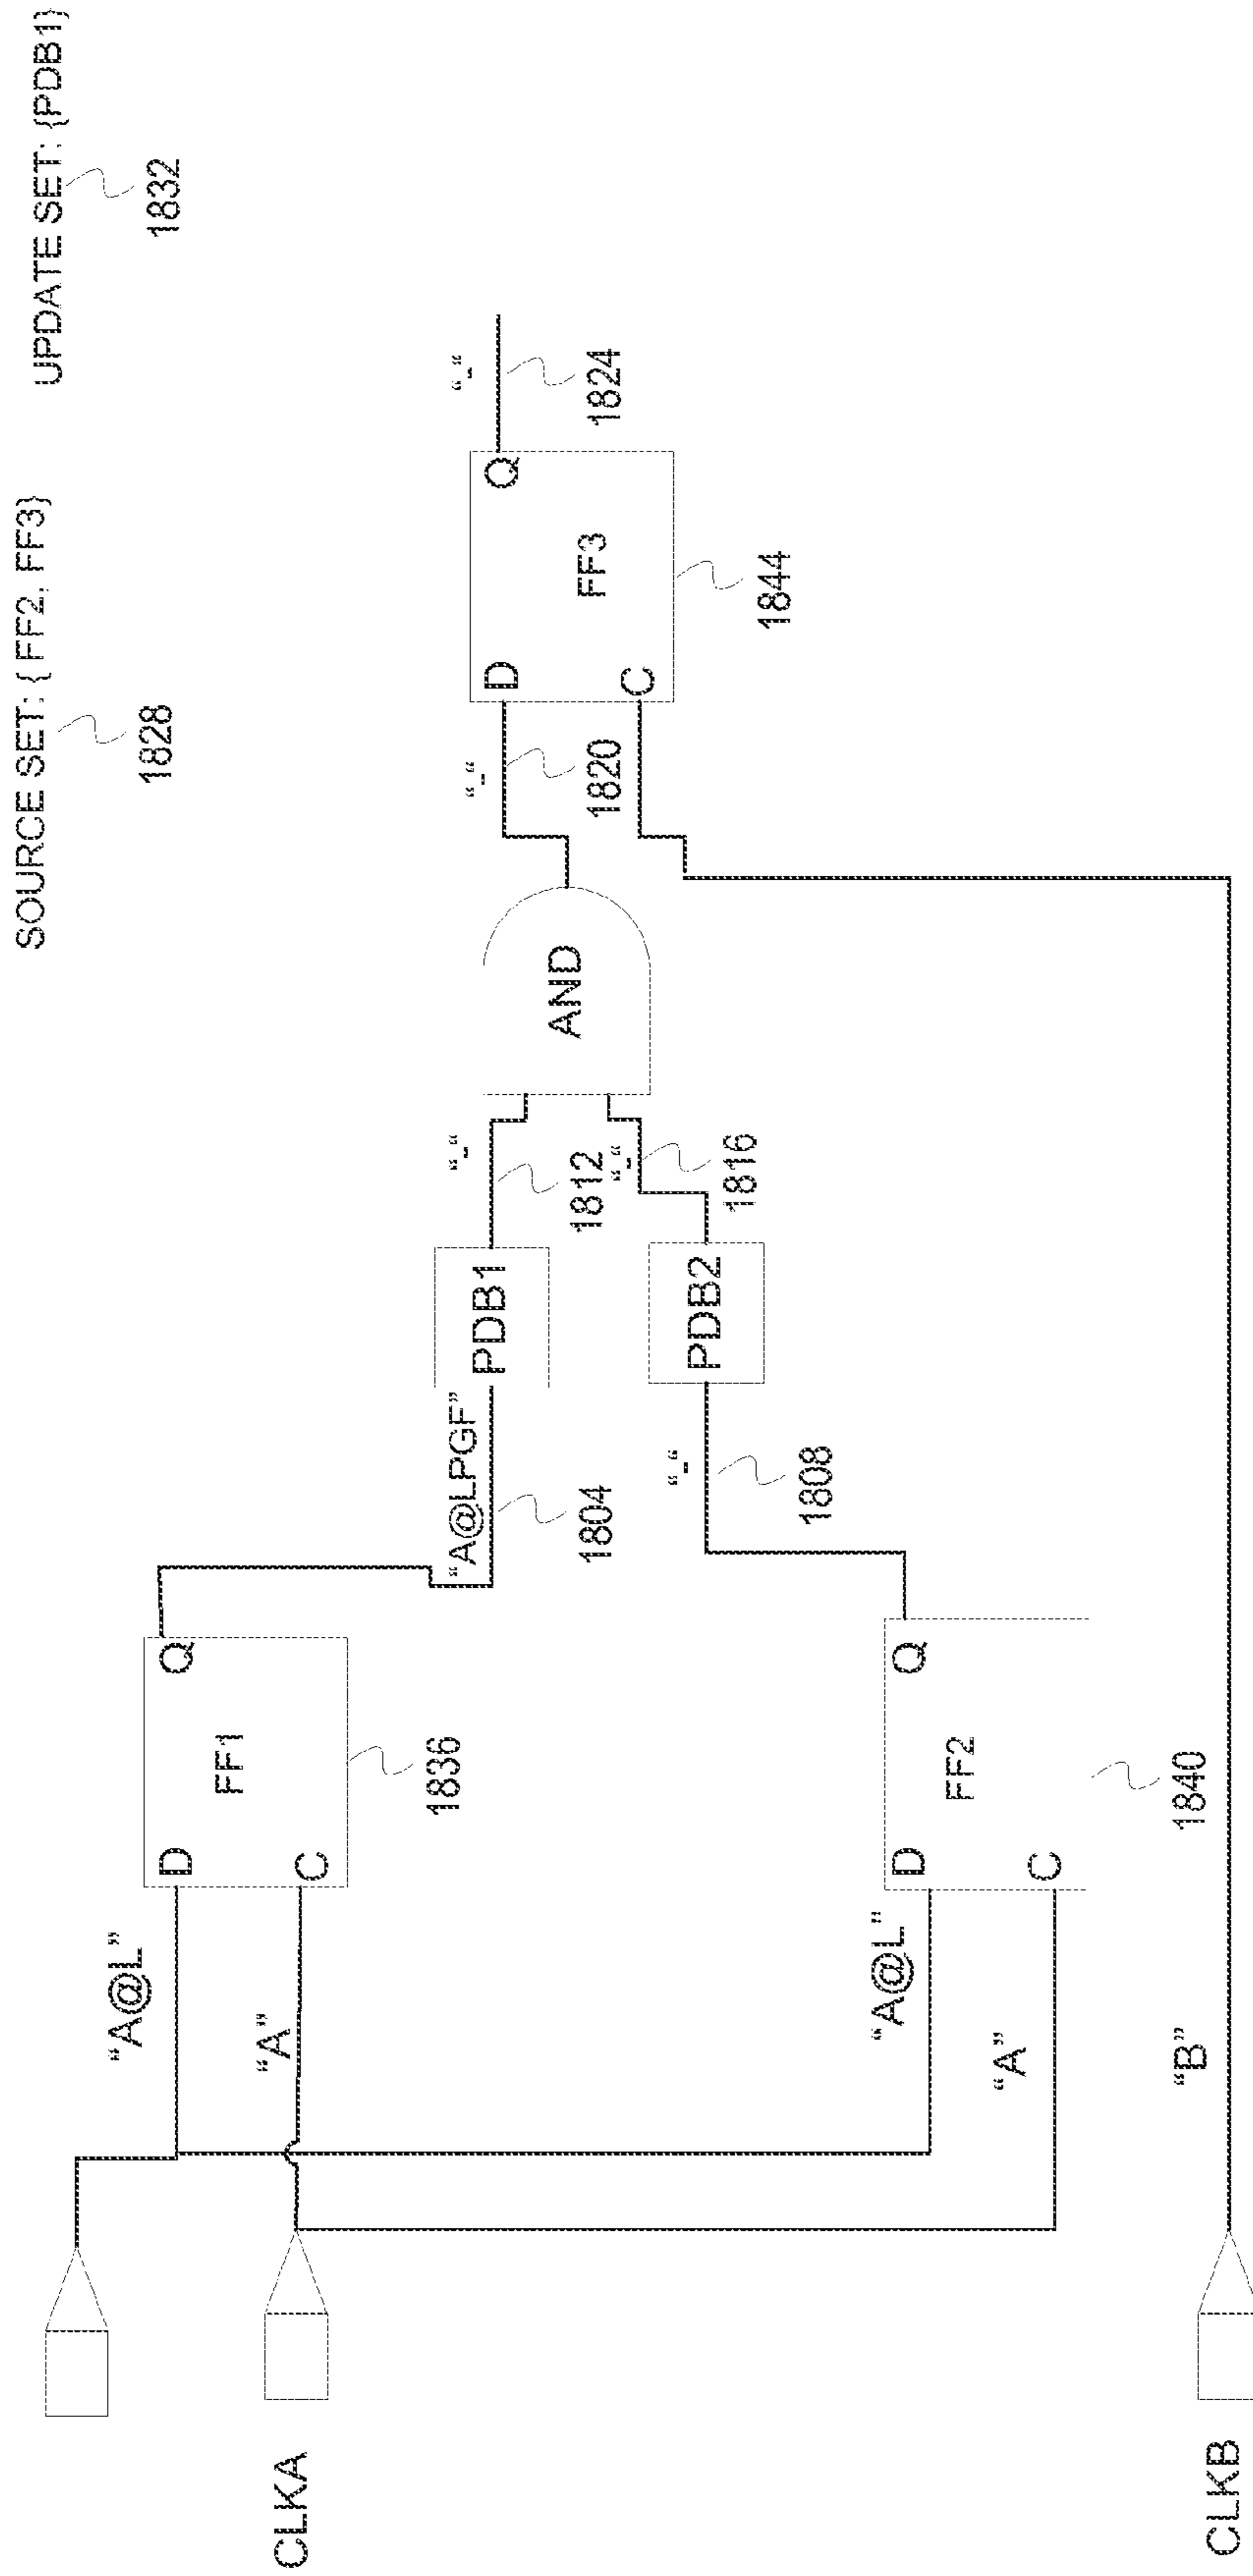 SOURCE SET: { FF2, FF3}
1828
UPDATE SET: {PDB1}
1832
"A@L"
D
Q
FF1
C
"A"
1836
CLKA
"A@LPGF"
1804
PDB1
"-"
1812
"-"
1808
PDB2
"-"
1816
AND
"-"
1820
D
Q
FF3
C
1844
"-"
1824
"A@L"
D
Q
FF2
C
"A"
1840
"B"
CLKB